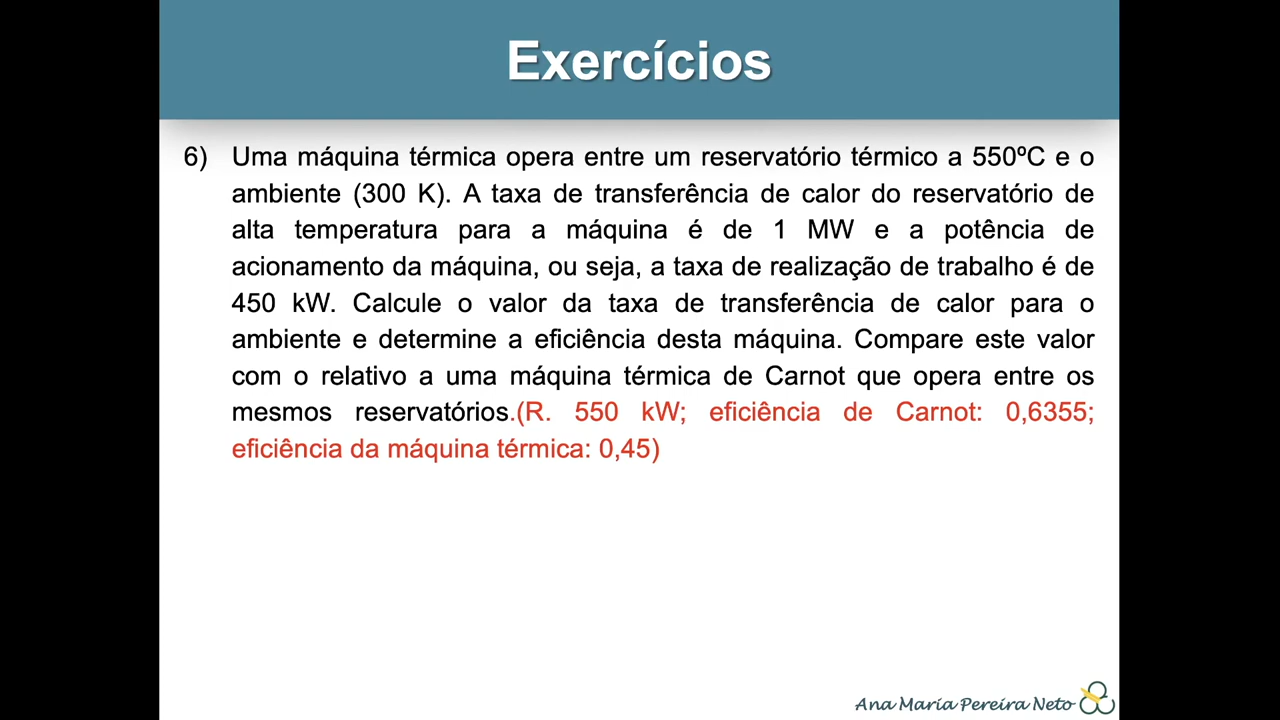 Exercícios
6) Uma máquina térmica opera entre um reservatório térmico a 550ºC e o
ambiente (300 K). A taxa de transferência de calor do reservatório de
alta temperatura para a máquina é de 1 MW e a potência de
acionamento da máquina, ou seja, a taxa de realização de trabalho é de
450 kW. Calcule o valor da taxa de transferência de calor para o
ambiente e determine a eficiência desta máquina. Compare este valor
com o relativo a uma máquina térmica de Carnot que opera entre os
mesmos reservatórios.(R. 550 kW; eficiência de Carnot: 0,6355;
eficiência da máquina térmica: 0,45)
Ana Maria Pereira Neto